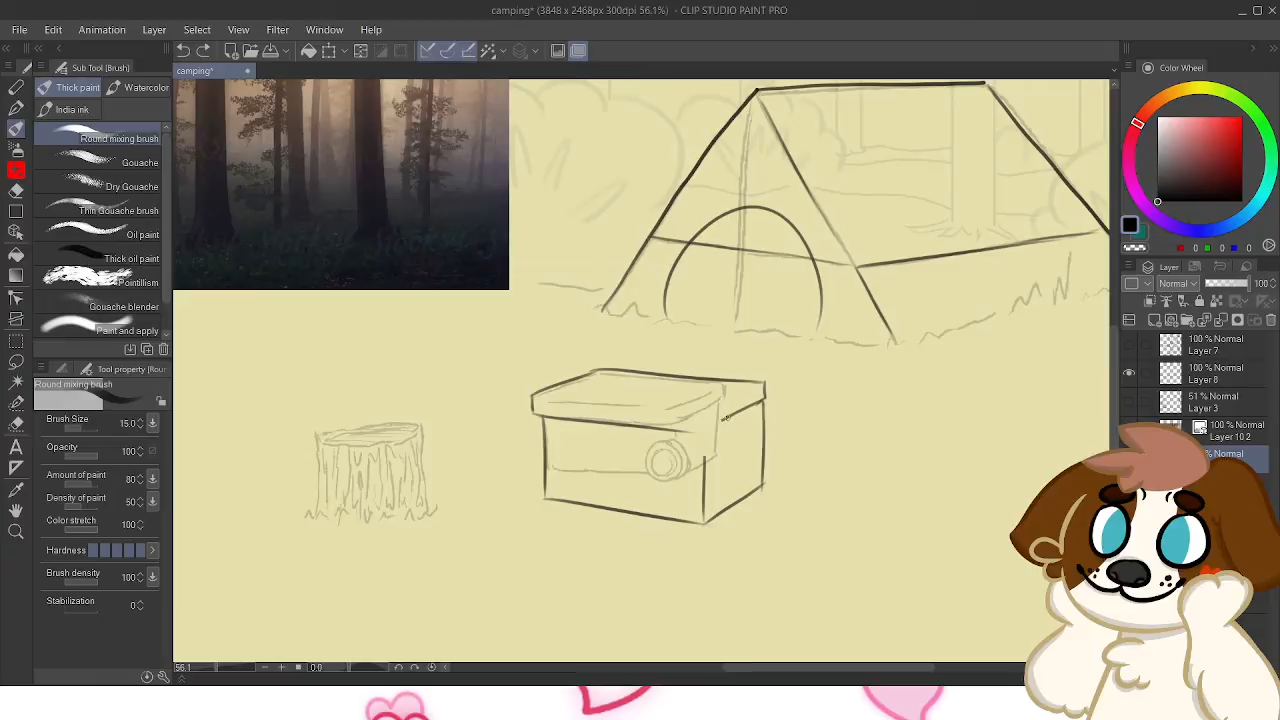 camping* (3848 x 2468px 300dpi 56.1%) - CLIP STUDIO PAINT PRO
File Edit Animation Layer Select View Filter Window Help
Sub Tool [Brush]
camping*
Color Wheel
Thick paint
Watercolor
India ink
Round mixing brush
Gouache
Dry Gouache
Thin Gouache brush
Oil paint
Thick oil paint
Pointillism
Gouache blender
Paint and apply
Tool property [Rour
Round mixing brush
Brush Size 150
Opacity 100
Amount of paint 80
Density of paint 50
Color stretch 100
Hardness
Brush density 100
Stabilization 0
56.1
0.0
0 0 0
Layer
Normal 100
100 % Normal
Layer 7
100 % Normal
Layer 8
51 % Normal
Layer 3
100 % Normal
Layer 10 2
% Normal